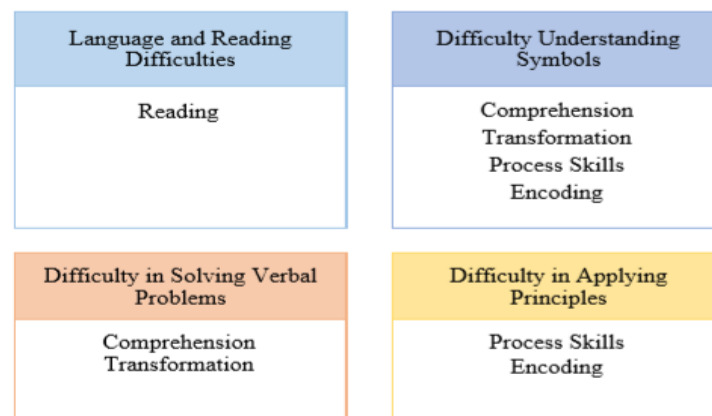 Language and Reading
Difficulties
Reading
Difficulty Understanding
Symbols
Comprehension
Transformation
Process Skills
Encoding
Difficulty in Solving Verbal
Problems
Comprehension
Transformation
Difficulty in Applying
Principles
Process Skills
Encoding